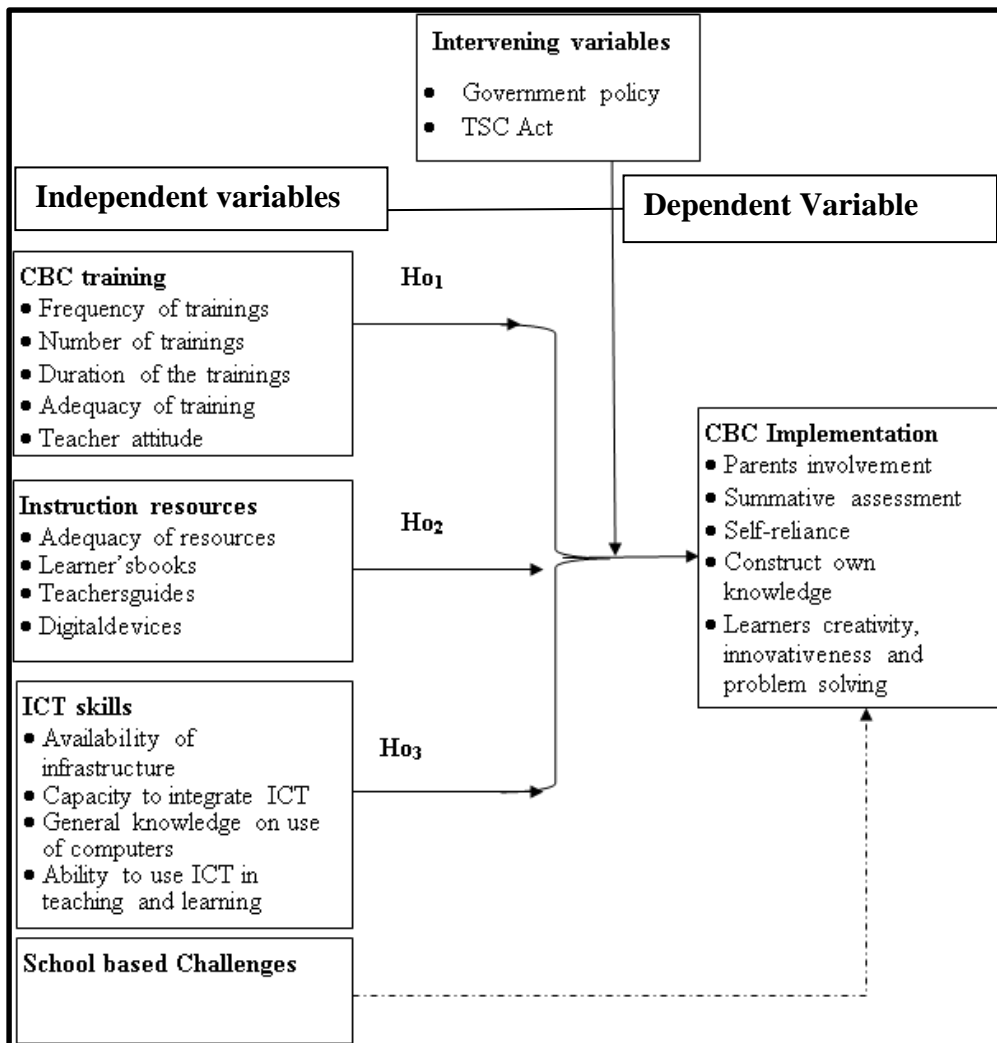 Intervening variables
● Government policy
● TSC Act
Independent variables
Dependent Variable
CBC training
● Frequency of trainings
● Number of trainings
● Duration of the trainings
● Adequacy of training
● Teacher attitude
Ho1
Instruction resources
● Adequacy of resources
● Learner'sbooks
● Teachersguides
● Digitaldevices
Ho2
CBC Implementation
● Parents involvement
● Summative assessment
● Self-reliance
● Construct own
knowledge
● Learners creativity,
innovativeness and
problem solving
ICT skills
● Availability of
infrastructure
● Capacity to integrate ICT
● General knowledge on use
of computers
● Ability to use ICT in
teaching and learning
Ho3
School based Challenges